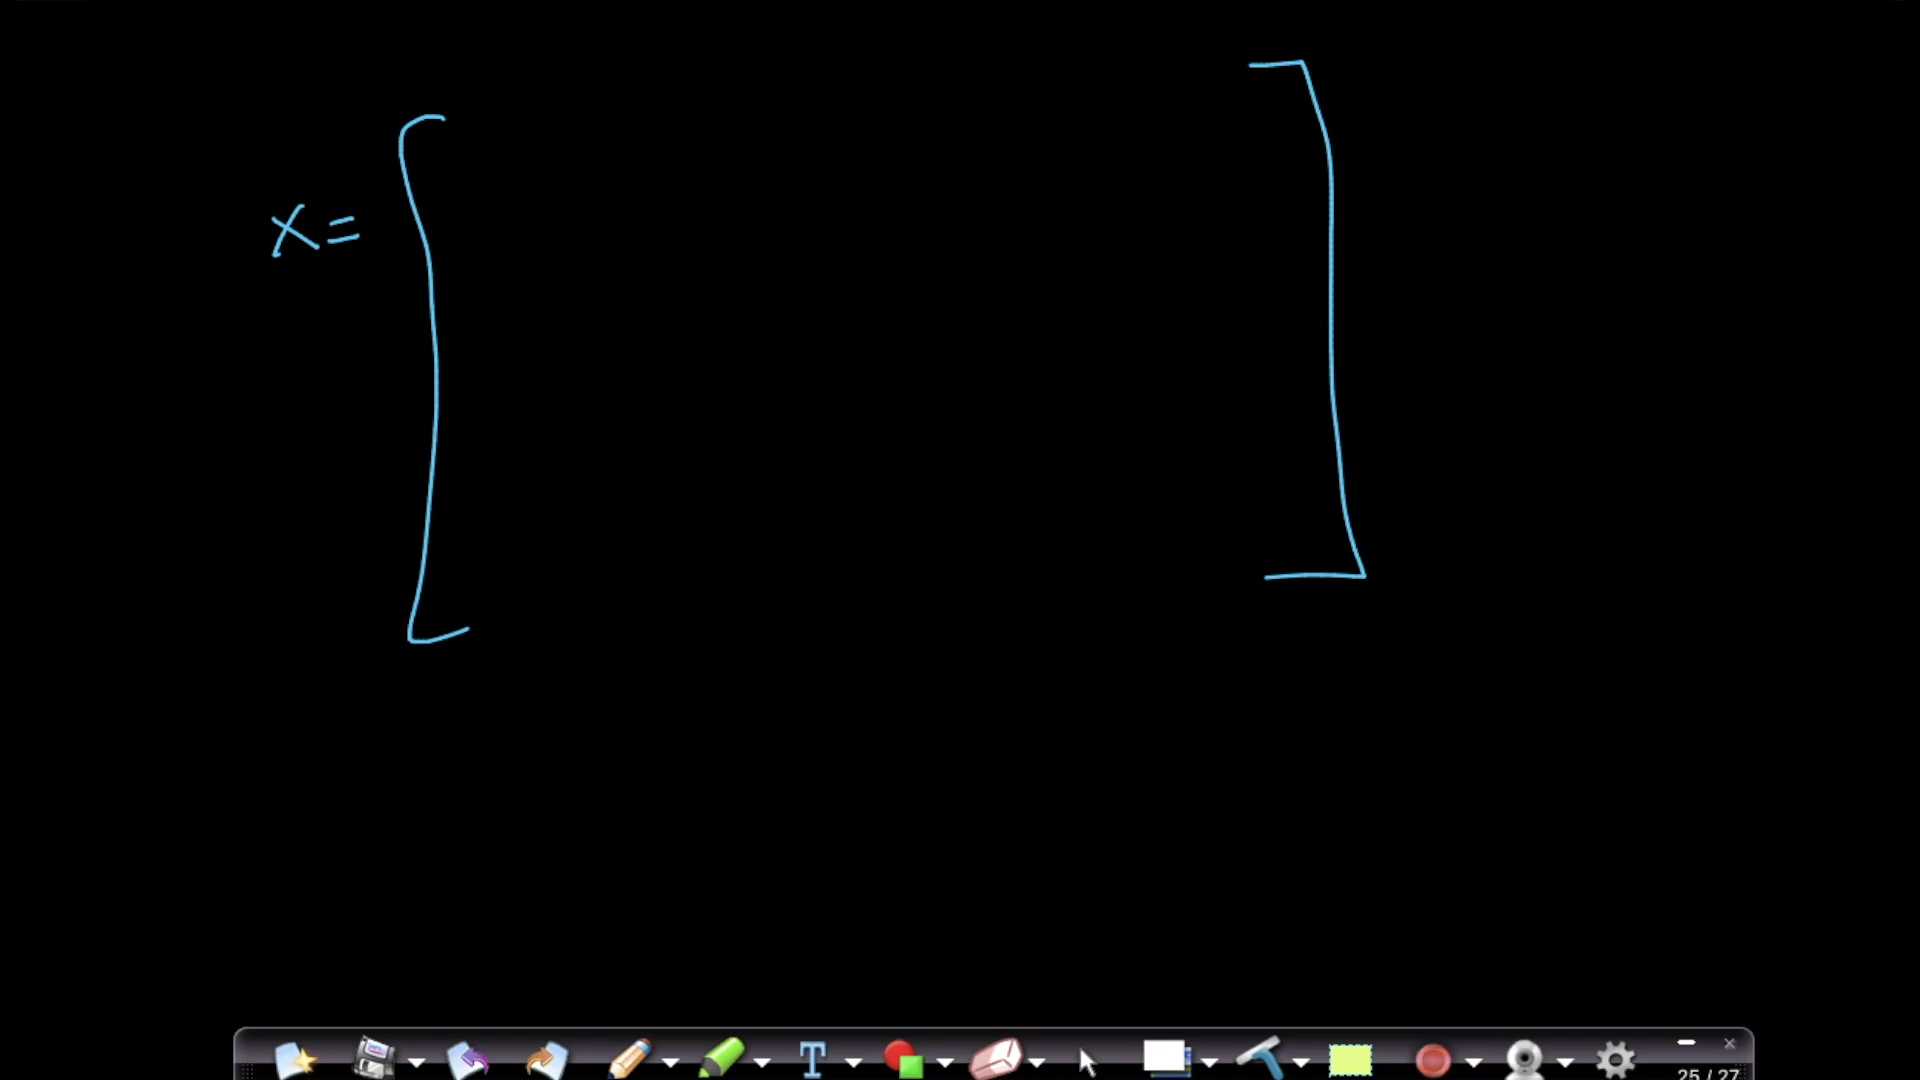 X = [ ]
25 / 27